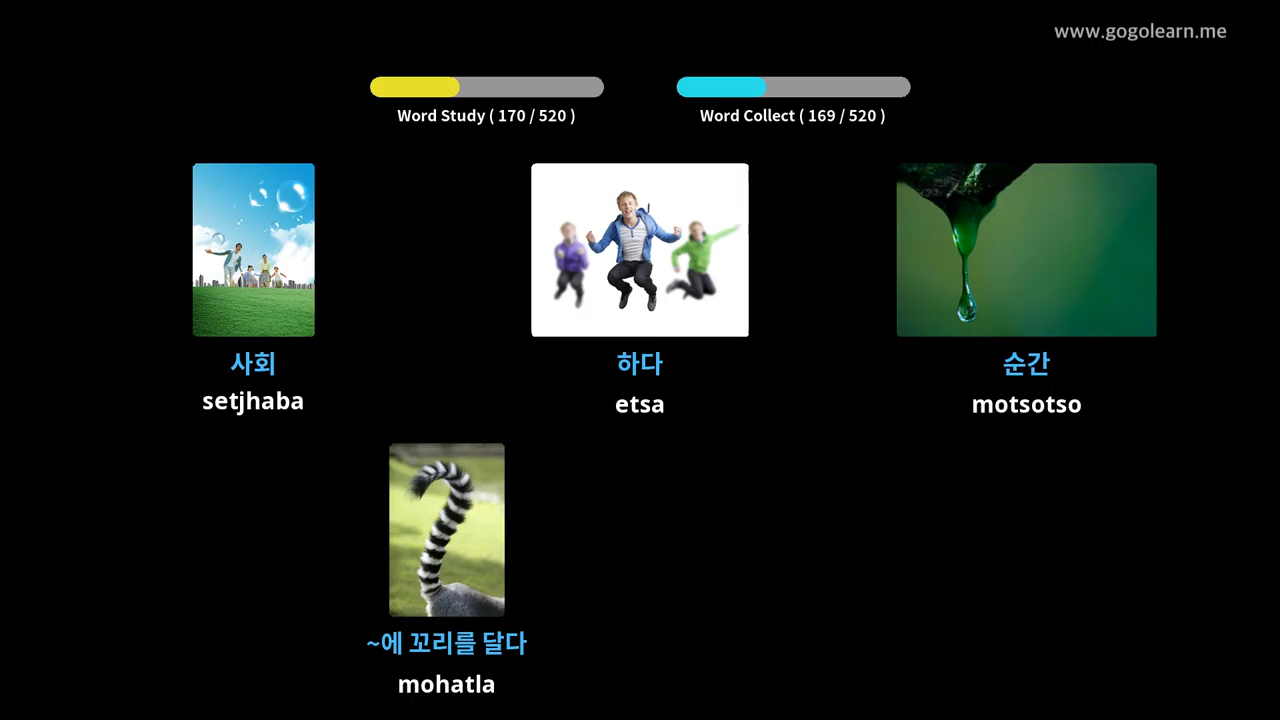 www.gogolearn.me
Word Study ( 170 / 520 )
Word Collect ( 169 / 520 )
사회
setjhaba
하다
etsa
순간
motsotso
~에 꼬리를 달다
mohatla